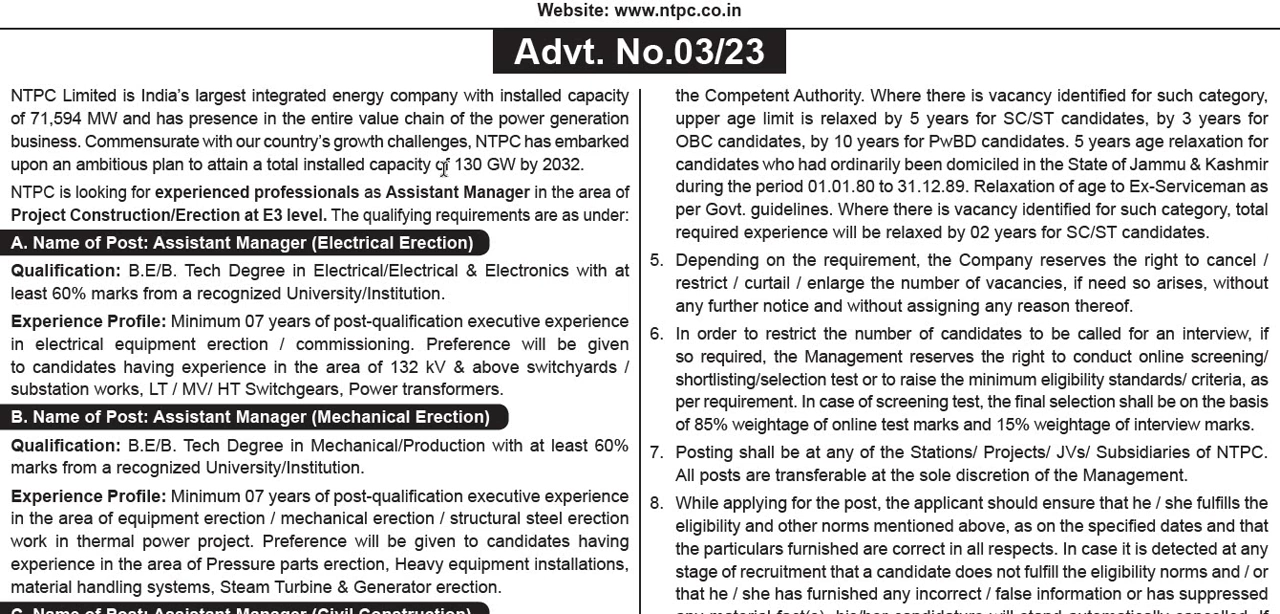 Website: www.ntpc.co.in
Advt. No.03/23
NTPC Limited is India's largest integrated energy company with installed capacity
of 71,594 MW and has presence in the entire value chain of the power generation
business. Commensurate with our country's growth challenges, NTPC has embarked
upon an ambitious plan to attain a total installed capacity of 130 GW by 2032.
NTPC is looking for experienced professionals as Assistant Manager in the area of
Project Construction/Erection at E3 level. The qualifying requirements are as under:
A. Name of Post: Assistant Manager (Electrical Erection)
Qualification: B.E/B. Tech Degree in Electrical/Electrical & Electronics with at
least 60% marks from a recognized University/Institution.
Experience Profile: Minimum 07 years of post-qualification executive experience
in electrical equipment erection / commissioning. Preference will be given
to candidates having experience in the area of 132 kV & above switchyards /
substation works, LT / MV/ HT Switchgears, Power transformers.
B. Name of Post: Assistant Manager (Mechanical Erection)
Qualification: B.E/B. Tech Degree in Mechanical/Production with at least 60%
marks from a recognized University/Institution.
Experience Profile: Minimum 07 years of post-qualification executive experience
in the area of equipment erection / mechanical erection / structural steel erection
work in thermal power project. Preference will be given to candidates having
experience in the area of Pressure parts erection, Heavy equipment installations,
material handling systems, Steam Turbine & Generator erection.
C. Name of Post: Assistant Manager (Civil Construction)
the Competent Authority. Where there is vacancy identified for such category,
upper age limit is relaxed by 5 years for SC/ST candidates, by 3 years for
OBC candidates, by 10 years for PwBD candidates. 5 years age relaxation for
candidates who had ordinarily been domiciled in the State of Jammu & Kashmir
during the period 01.01.80 to 31.12.89. Relaxation of age to Ex-Serviceman as
per Govt. guidelines. Where there is vacancy identified for such category, total
required experience will be relaxed by 02 years for SC/ST candidates.
5. Depending on the requirement, the Company reserves the right to cancel /
restrict / curtail / enlarge the number of vacancies, if need so arises, without
any further notice and without assigning any reason thereof.
6. In order to restrict the number of candidates to be called for an interview, if
so required, the Management reserves the right to conduct online screening/
shortlisting/selection test or to raise the minimum eligibility standards/ criteria, as
per requirement. In case of screening test, the final selection shall be on the basis
of 85% weightage of online test marks and 15% weightage of interview marks.
7. Posting shall be at any of the Stations/ Projects/ JVs/ Subsidiaries of NTPC.
All posts are transferable at the sole discretion of the Management.
8. While applying for the post, the applicant should ensure that he / she fulfills the
eligibility and other norms mentioned above, as on the specified dates and that
the particulars furnished are correct in all respects. In case it is detected at any
stage of recruitment that a candidate does not fulfill the eligibility norms and / or
that he / she has furnished any incorrect / false information or has suppressed
any material fact(s), his/her candidature will stand automatically cancelled. If